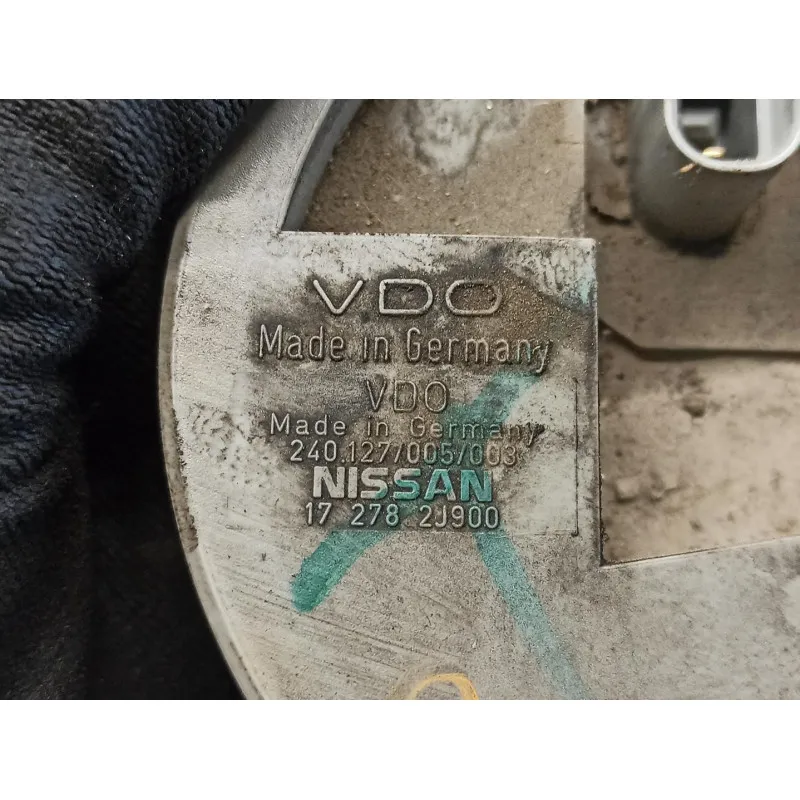 VDO
Made in Germany
VDO
Made in Germany
240.127/005/003
NISSAN
17 278 2J900